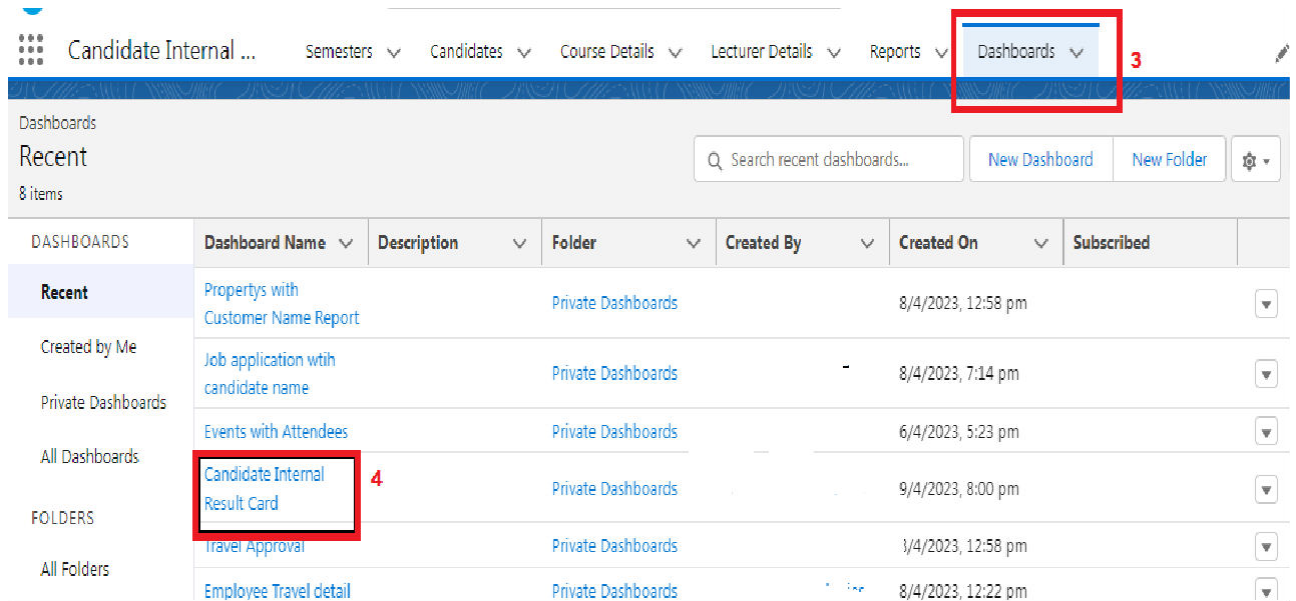 Candidate Internal ... Semesters Candidates Course Details Lecturer Details Reports Dashboards 3
Dashboards
Recent
8 items
Search recent dashboards... New Dashboard New Folder
DASHBOARDS Dashboard Name Description Folder Created By Created On Subscribed
Recent
Created by Me
Private Dashboards
All Dashboards
FOLDERS
All Folders
Propertys with
Customer Name Report Private Dashboards 8/4/2023, 12:58 pm
Job application wtih
candidate name Private Dashboards 8/4/2023, 7:14 pm
Events with Attendees Private Dashboards 6/4/2023, 5:23 pm
Candidate Internal 4
Result Card Private Dashboards 9/4/2023, 8:00 pm
Travel Approval Private Dashboards /4/2023, 12:58 pm
Employee Travel detail Private Dashboards 8/4/2023, 12:22 pm